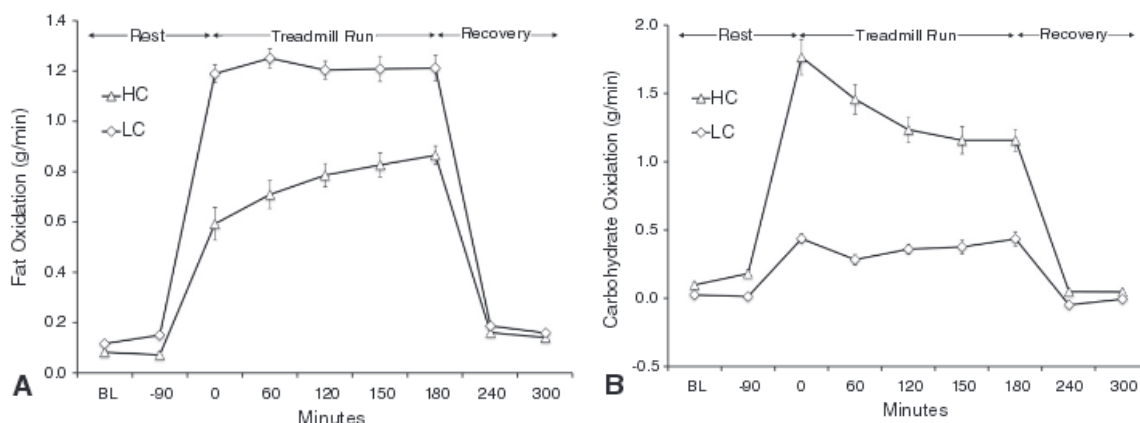 1.4
Rest
Treadmill Run
Recovery
1.2
HC
LC
1.0
0.8
0.6
0.4
0.2
0.0
Fat Oxidation (g/min)
BL -90 0 60 120 150 180 240 300
Minutes
A
2.0
Rest
Treadmill Run
Recovery
1.5
HC
LC
1.0
0.5
0.0
-0.5
Carbohydrate Oxidation (g/min)
BL -90 0 60 120 150 180 240 300
Minutes
B